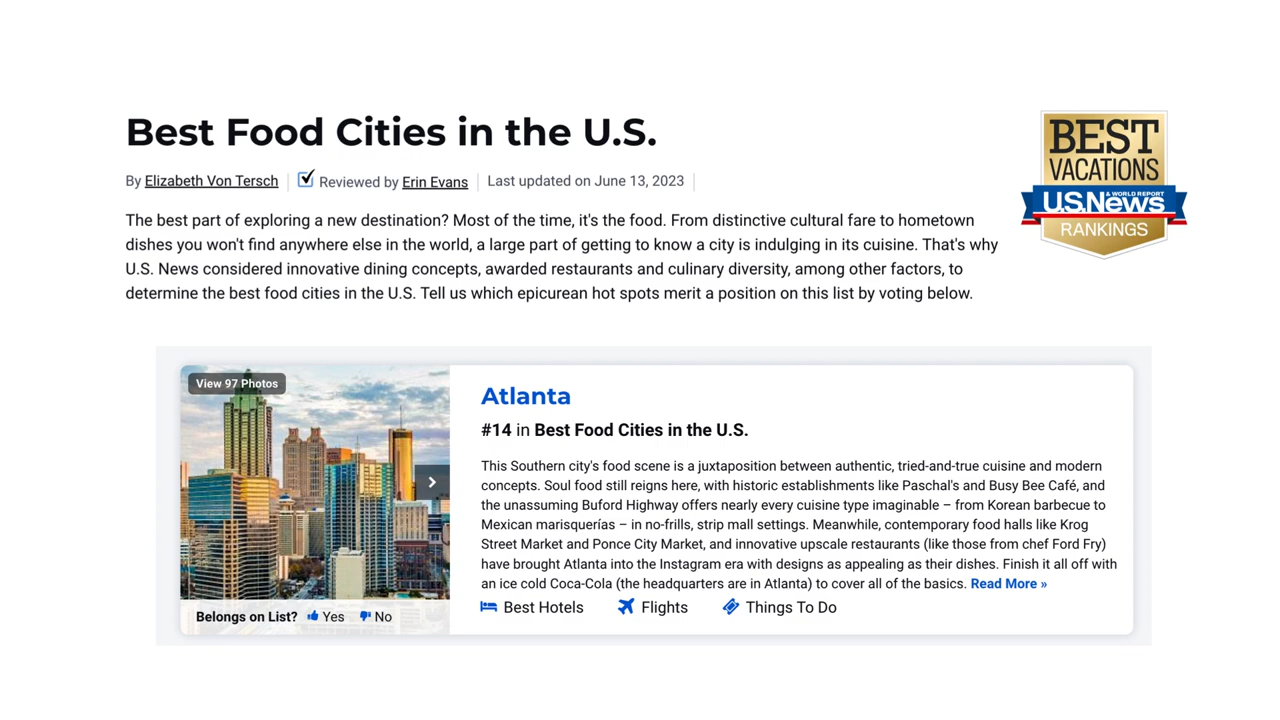 Best Food Cities in the U.S.
By Elizabeth Von Tersch Reviewed by Erin Evans Last updated on June 13, 2023
The best part of exploring a new destination? Most of the time, it's the food. From distinctive cultural fare to hometown
dishes you won't find anywhere else in the world, a large part of getting to know a city is indulging in its cuisine. That's why
U.S. News considered innovative dining concepts, awarded restaurants and culinary diversity, among other factors, to
determine the best food cities in the U.S. Tell us which epicurean hot spots merit a position on this list by voting below.
BEST
VACATIONS
U.S.News
& WORLD REPORT
RANKINGS
View 97 Photos
Belongs on List? Yes No
Atlanta
#14 in Best Food Cities in the U.S.
This Southern city's food scene is a juxtaposition between authentic, tried-and-true cuisine and modern
concepts. Soul food still reigns here, with historic establishments like Paschal's and Busy Bee Café, and
the unassuming Buford Highway offers nearly every cuisine type imaginable – from Korean barbecue to
Mexican marisquerías – in no-frills, strip mall settings. Meanwhile, contemporary food halls like Krog
Street Market and Ponce City Market, and innovative upscale restaurants (like those from chef Ford Fry)
have brought Atlanta into the Instagram era with designs as appealing as their dishes. Finish it all off with
an ice cold Coca-Cola (the headquarters are in Atlanta) to cover all of the basics. Read More »
Best Hotels Flights Things To Do